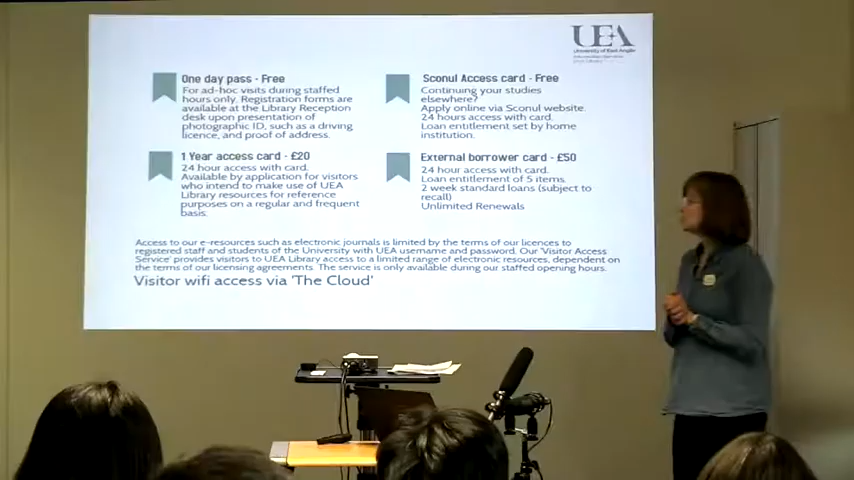 UEA
University of East Anglia
One day pass - Free
For ad-hoc visits during staffed
hours only. Registration forms are
available at the Library Reception
desk upon presentation of
photographic ID, such as a driving
licence, and proof of address.
Sconul Access card - Free
Continuing your studies
elsewhere?
Apply online via Sconul website.
24 hours access with card.
Loan entitlement set by home
institution.
1 Year access card - £20
24 hour access with card.
Available by application for visitors
who intend to make use of UEA
Library resources for reference
purposes on a regular and frequent
basis.
External borrower card - £50
24 hour access with card.
Loan entitlement of 5 items.
2 week standard loans (subject to
recall)
Unlimited Renewals
Access to our e-resources such as electronic journals is limited by the terms of our licences to
registered staff and students of the University with UEA username and password. Our 'Visitor Access
Service' provides visitors to UEA Library access to a limited range of electronic resources, dependent on
the terms of our licensing agreements. The service is only available during our staffed opening hours.
Visitor wifi access via 'The Cloud'